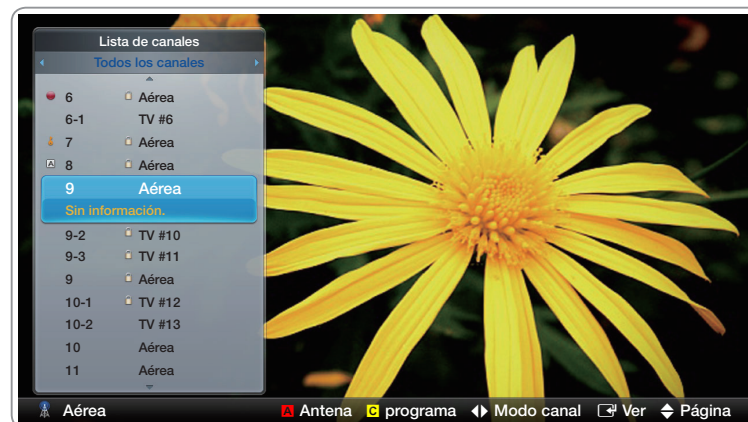 Lista de canales
Todos los canales
6 Aérea
6-1 TV #6
7 Aérea
A 8 Aérea
9 Aérea
Sin información.
9-2 TV #10
9-3 TV #11
9 Aérea
10-1 TV #12
10-2 TV #13
10 Aérea
11 Aérea
Aérea A Antena C programa Modo canal Ver Página